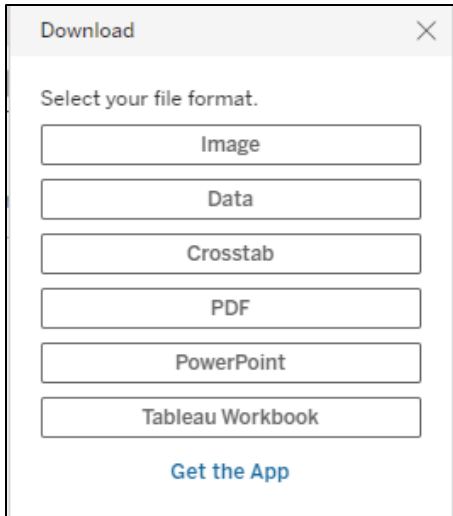 Download
Select your file format.
Image
Data
Crosstab
PDF
PowerPoint
Tableau Workbook
Get the App